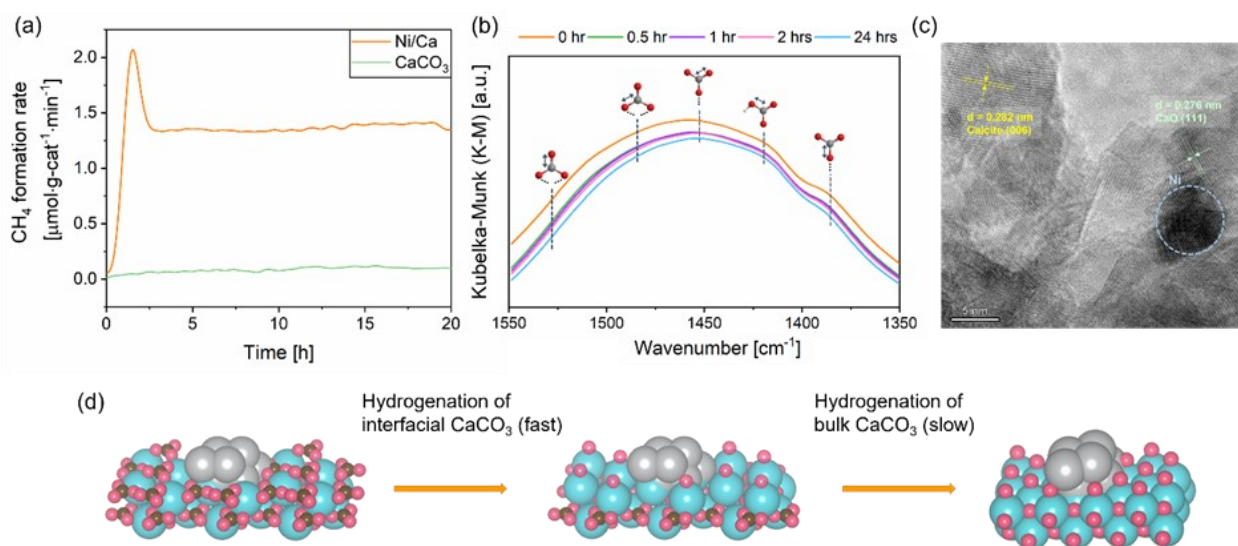 (a)
CH₄ formation rate
[μmol·g-cat⁻¹·min⁻¹]
2.0
1.5
1.0
0.5
0.0
Ni/Ca
CaCO₃
0 5 10 15 20
Time [h]
(b)
0 hr 0.5 hr 1 hr 2 hrs 24 hrs
Kubelka-Munk (K-M) [a.u.]
1550 1500 1450 1400 1350
Wavenumber [cm⁻¹]
(c)
d = 0.282 nm
Calcite (006)
d = 0.276 nm
CaO (111)
Ni
5 nm
(d)
Hydrogenation of
interfacial CaCO₃ (fast)
Hydrogenation of
bulk CaCO₃ (slow)